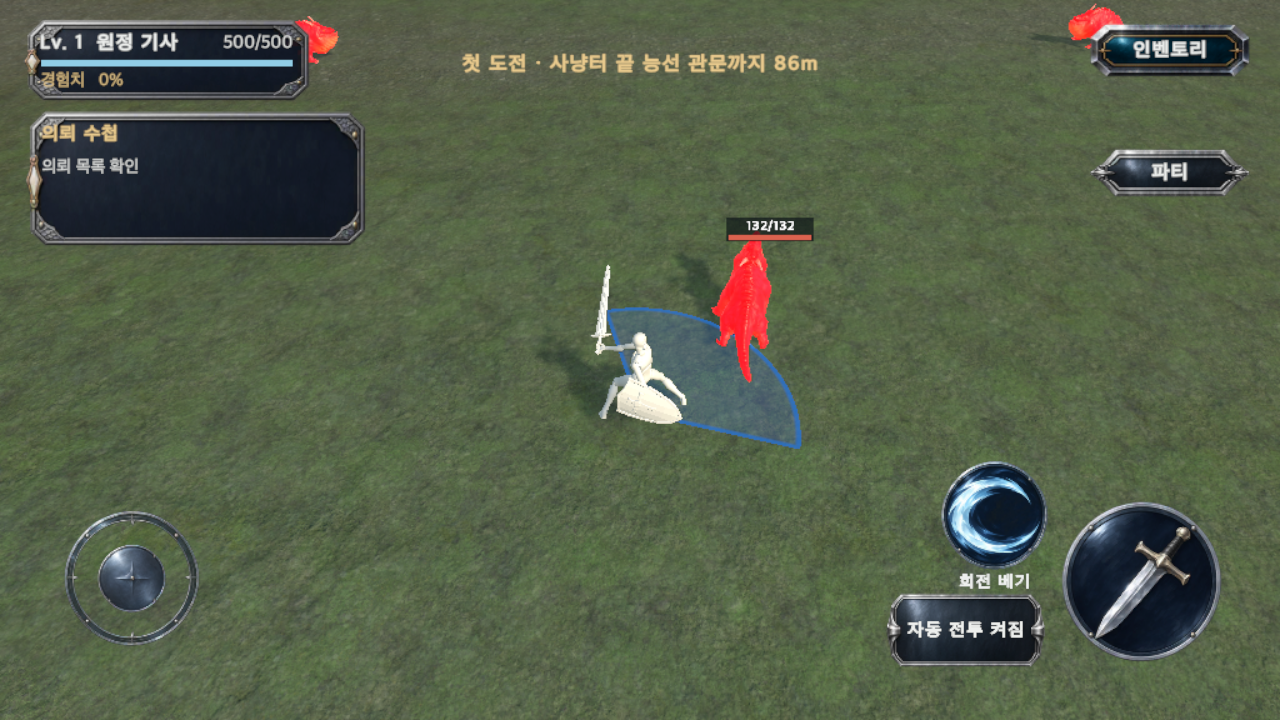 Lv. 1 원정 기사 500/500
경험치 0%
첫 도전 · 사냥터 끝 능선 관문까지 86m
인벤토리
의뢰 수첩
의뢰 목록 확인
파티
132/132
회전 베기
자동 전투 켜짐